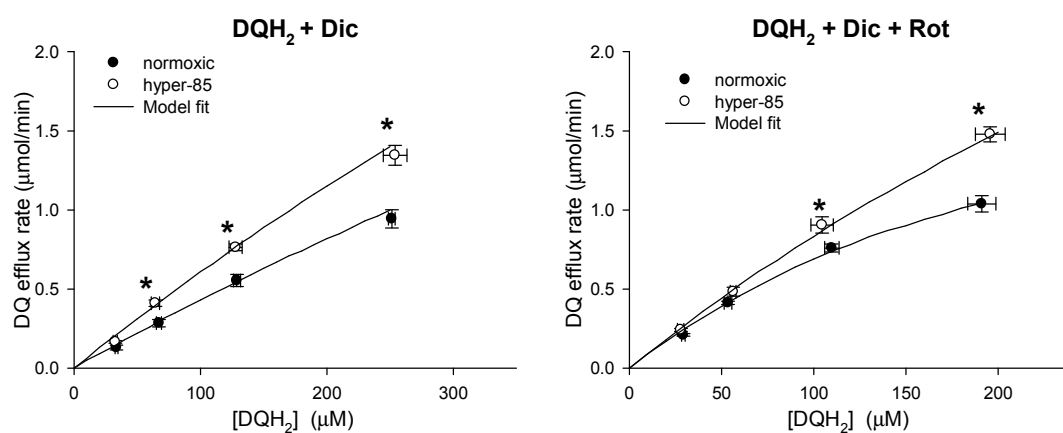 DQH₂ + Dic
normoxic
hyper-85
Model fit
DQ efflux rate (μmol/min)
2.0
1.5
1.0
0.5
0.0
*
*
*
*
0
100
200
300
[DQH₂] (μM)
DQH₂ + Dic + Rot
normoxic
hyper-85
Model fit
DQ efflux rate (μmol/min)
2.0
1.5
1.0
0.5
0.0
*
*
0
50
100
150
200
[DQH₂] (μM)